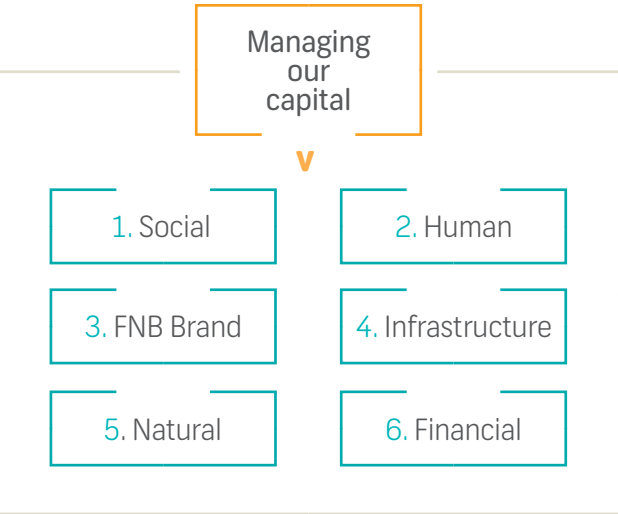 Managing
our
capital
v
1. Social
2. Human
3. FNB Brand
4. Infrastructure
5. Natural
6. Financial